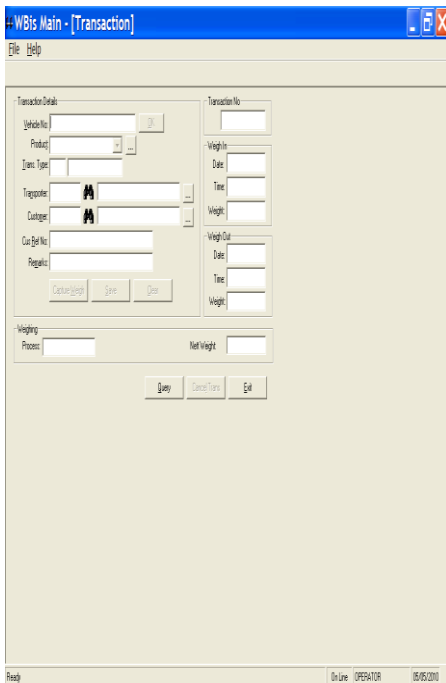 WBis Main - [Transaction]
File Help
Transaction Details
Vehicle No:
OK
Product:
...
Trans. Type:
Transporter:
...
Customer:
...
Cus Ref No:
Remarks:
Capture Weigh
Save
Clear
Transaction No
Weigh In
Date:
Time:
Weight:
Weigh Out
Date:
Time:
Weight:
Weighing
Process:
Nett Weight:
Query
Cancel Trans
Exit
Ready
On Line
OPERATOR
05/05/2010